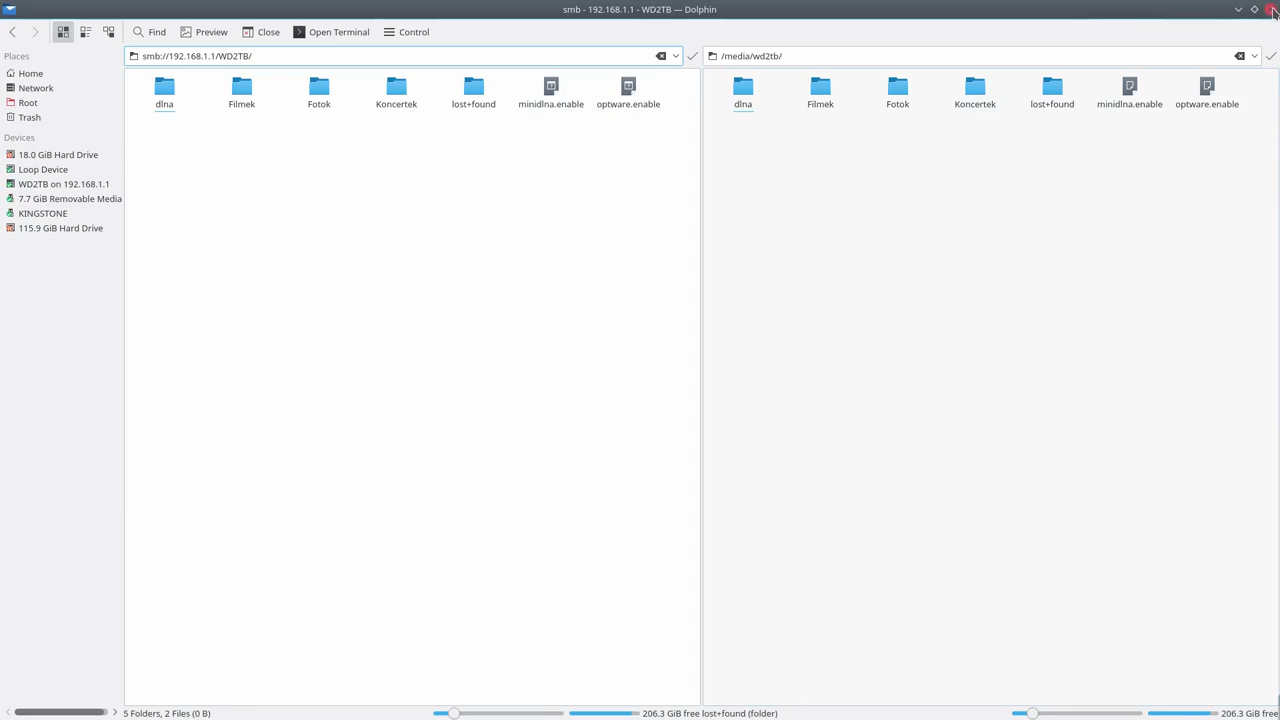 smb - 192.168.1.1 - WD2TB — Dolphin
Find Preview Close Open Terminal Control
Places
Home
Network
Root
Trash
Devices
18.0 GiB Hard Drive
Loop Device
WD2TB on 192.168.1.1
7.7 GiB Removable Media
KINGSTONE
115.9 GiB Hard Drive
smb://192.168.1.1/WD2TB/
dlna Filmek Fotok Koncertek lost+found minidlna.enable optware.enable
5 Folders, 2 Files (0 B) 206.3 GiB free
/media/wd2tb/
dlna Filmek Fotok Koncertek lost+found minidlna.enable optware.enable
lost+found (folder) 206.3 GiB free